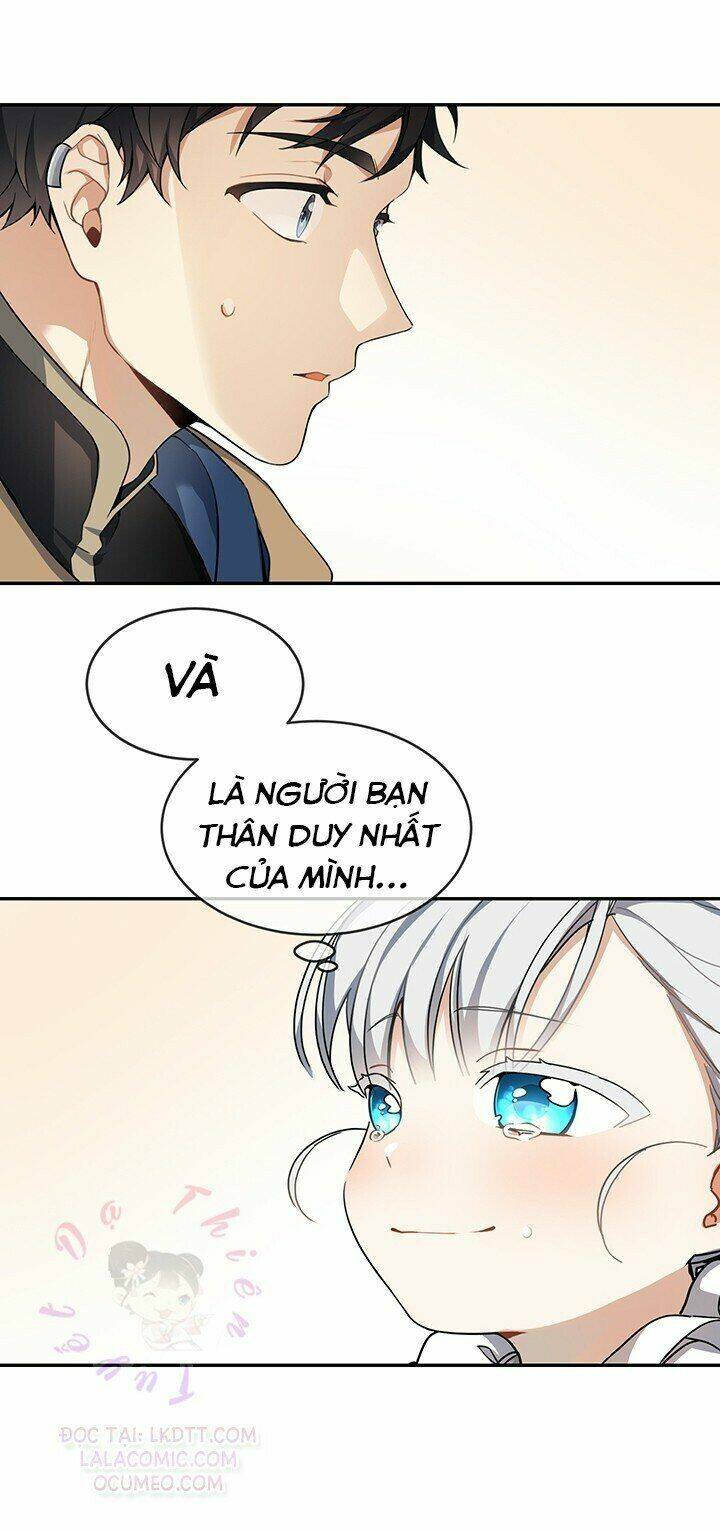 VÀ
LÀ NGƯỜI BẠN
THÂN DUY NHẤT
CỦA MÌNH...
Tuyệt Dạ Thiên
ĐỌC TẠI: LKDTT.COM
LALACOMIC.COM
OCUMEO.COM